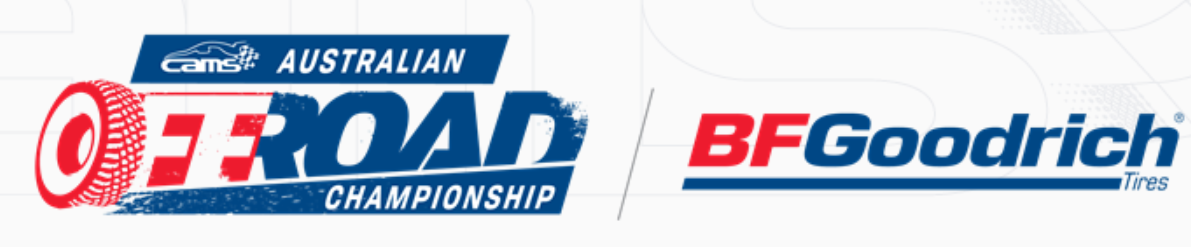 cams AUSTRALIAN
OFFROAD
CHAMPIONSHIP
BFGoodrich®
Tires